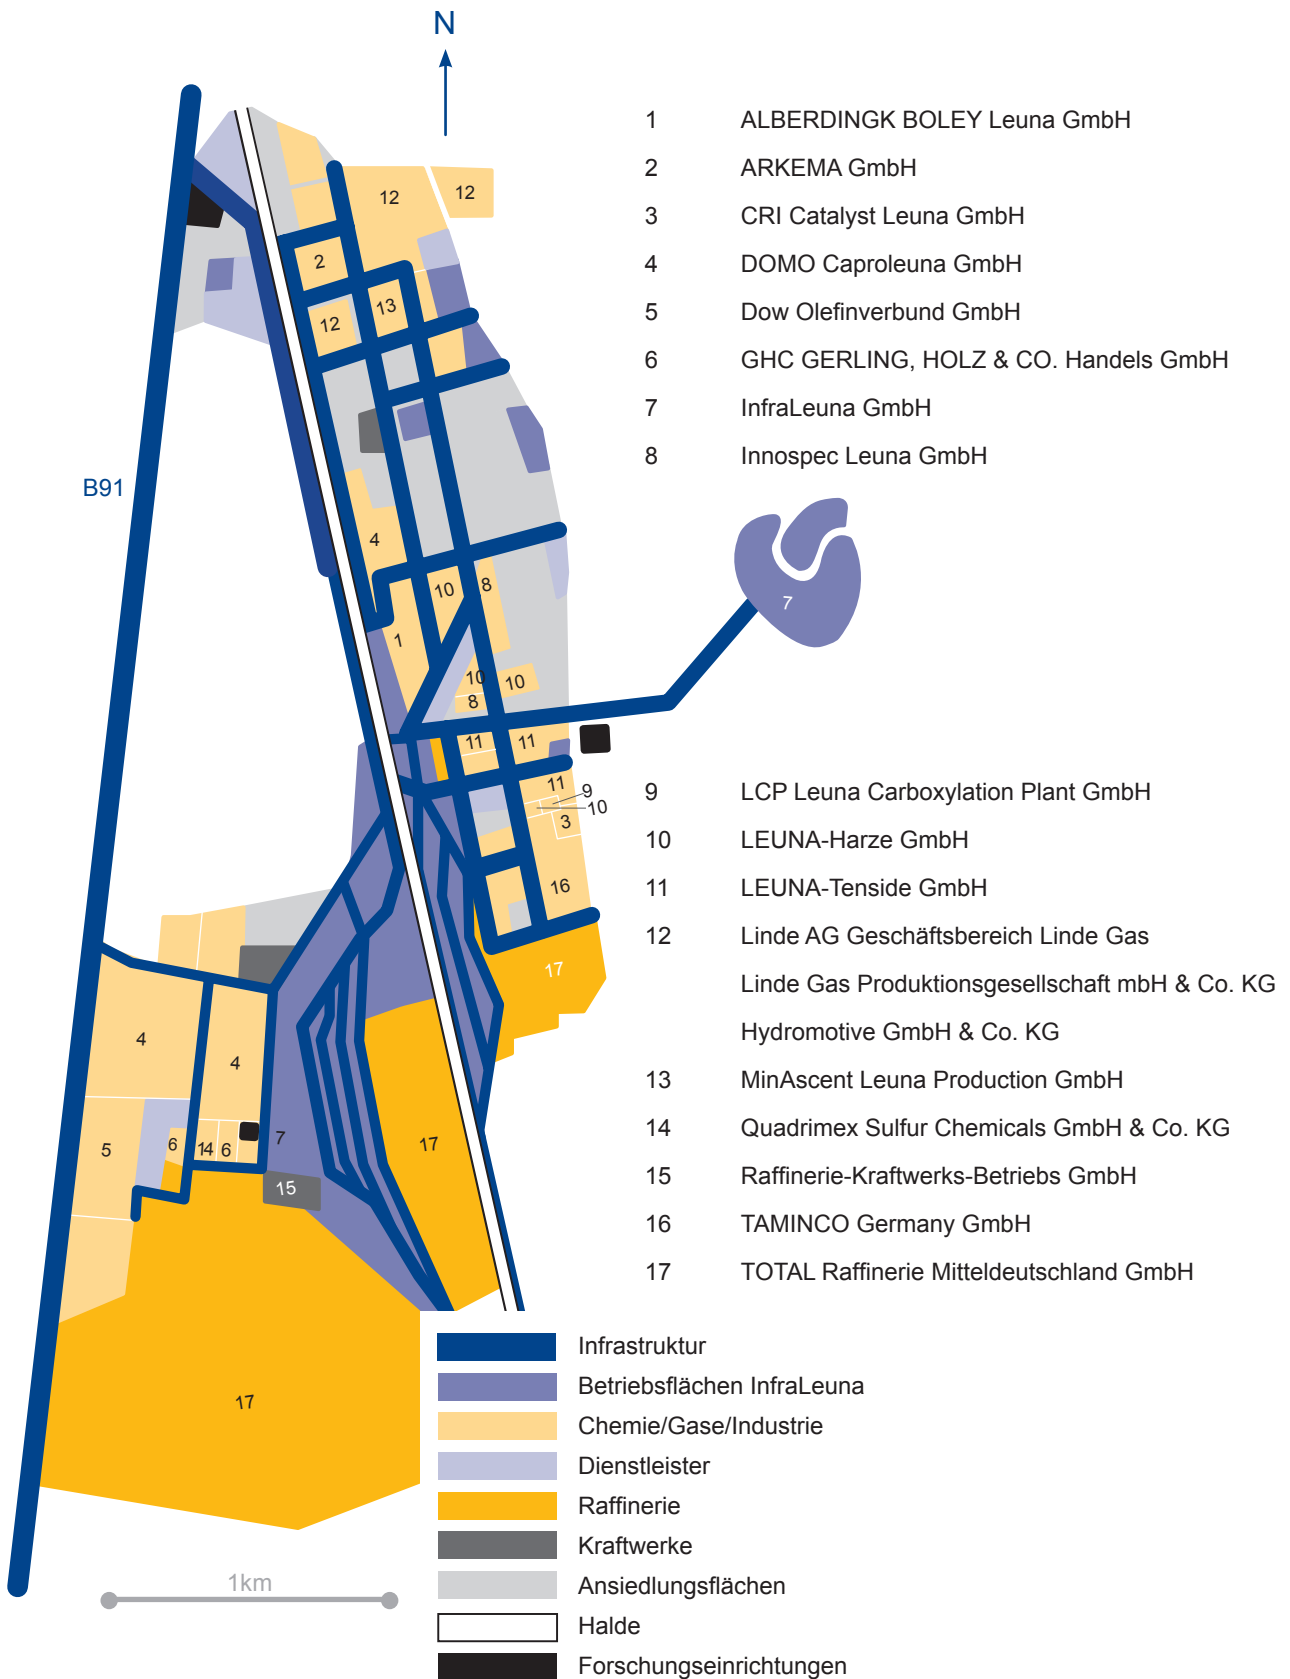 N
1 ALBERDINGK BOLEY Leuna GmbH
2 ARKEMA GmbH
3 CRI Catalyst Leuna GmbH
4 DOMO Caproleuna GmbH
5 Dow Olefinverbund GmbH
6 GHC GERLING, HOLZ & CO. Handels GmbH
7 InfraLeuna GmbH
8 Innospec Leuna GmbH
12
12
2
13
12
B91
4
10
8
7
1
10
10
8
11
11
11
9
10
3
16
17
9 LCP Leuna Carboxylation Plant GmbH
10 LEUNA-Harze GmbH
11 LEUNA-Tenside GmbH
12 Linde AG Geschäftsbereich Linde Gas
Linde Gas Produktionsgesellschaft mbH & Co. KG
Hydromotive GmbH & Co. KG
13 MinAscent Leuna Production GmbH
14 Quadrimex Sulfur Chemicals GmbH & Co. KG
15 Raffinerie-Kraftwerks-Betriebs GmbH
16 TAMINCO Germany GmbH
17 TOTAL Raffinerie Mitteldeutschland GmbH
4
4
5
6
14
6
7
17
15
17
1km
Infrastruktur
Betriebsflächen InfraLeuna
Chemie/Gase/Industrie
Dienstleister
Raffinerie
Kraftwerke
Ansiedlungsflächen
Halde
Forschungseinrichtungen